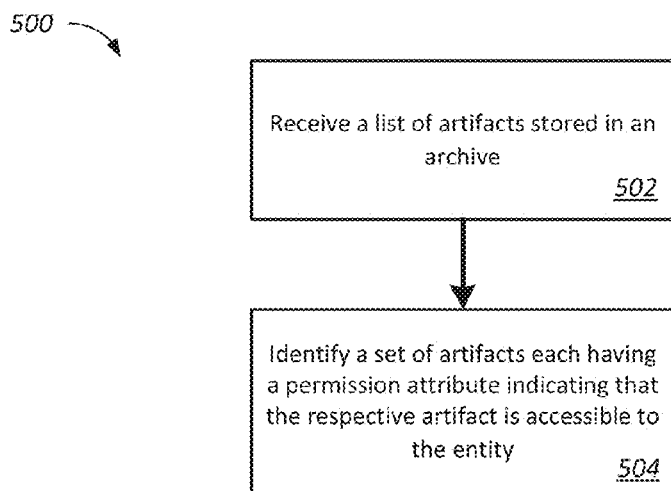 500
Receive a list of artifacts stored in an
archive
502
Identify a set of artifacts each having
a permission attribute indicating that
the respective artifact is accessible to
the entity
504